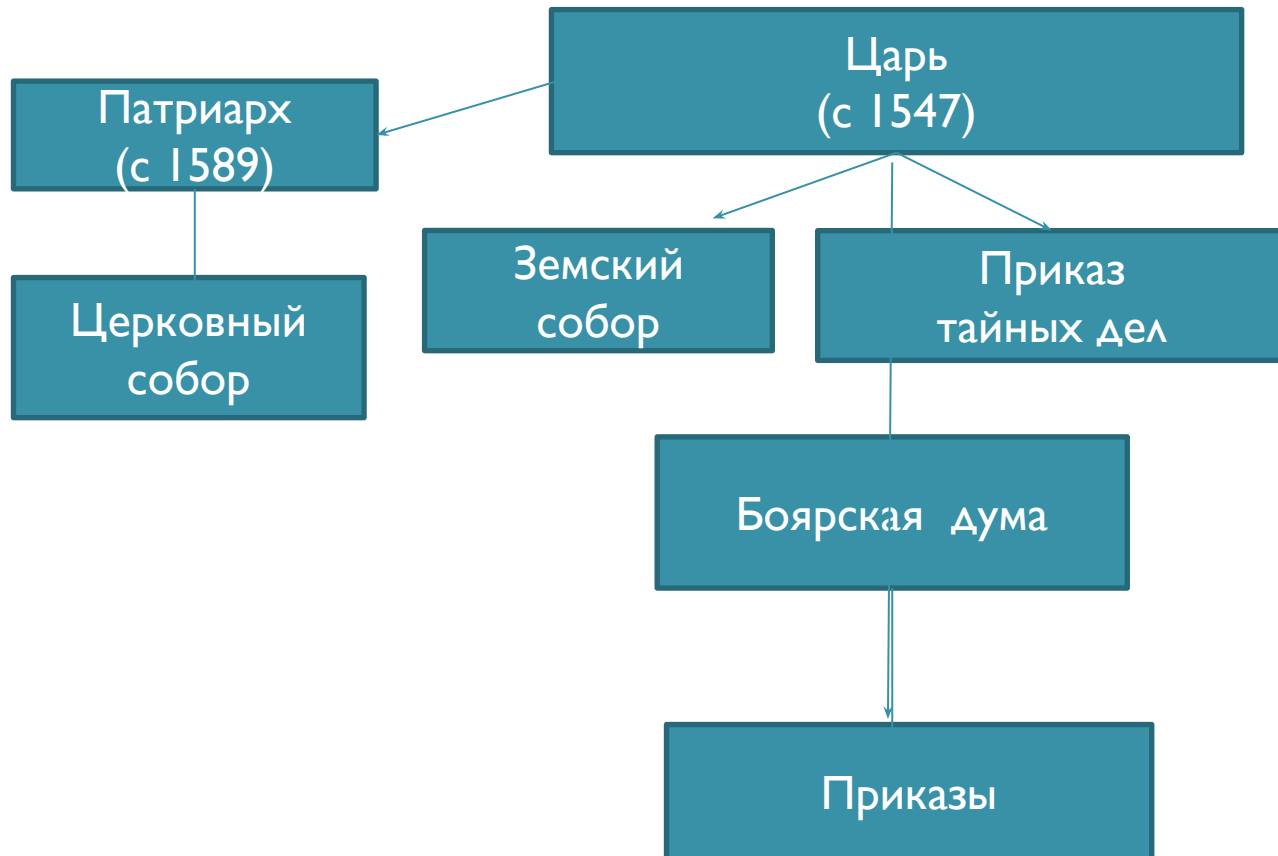 Царь
(с 1547)
Патриарх
(с 1589)
Земский
собор
Приказ
тайных дел
Церковный
собор
Боярская дума
Приказы